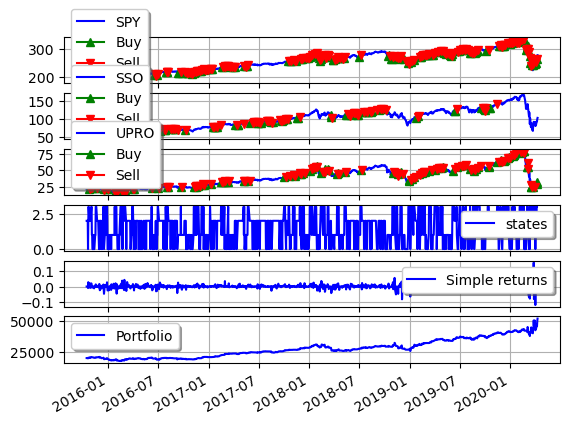 SPY
Buy
Sell
300
200
SSO
Buy
Sell
150
100
50
UPRO
Buy
Sell
75
50
25
states
2.5
0.0
Simple returns
0.1
0.0
−0.1
Portfolio
50000
25000
2016-01
2016-07
2017-01
2017-07
2018-01
2018-07
2019-01
2019-07
2020-01